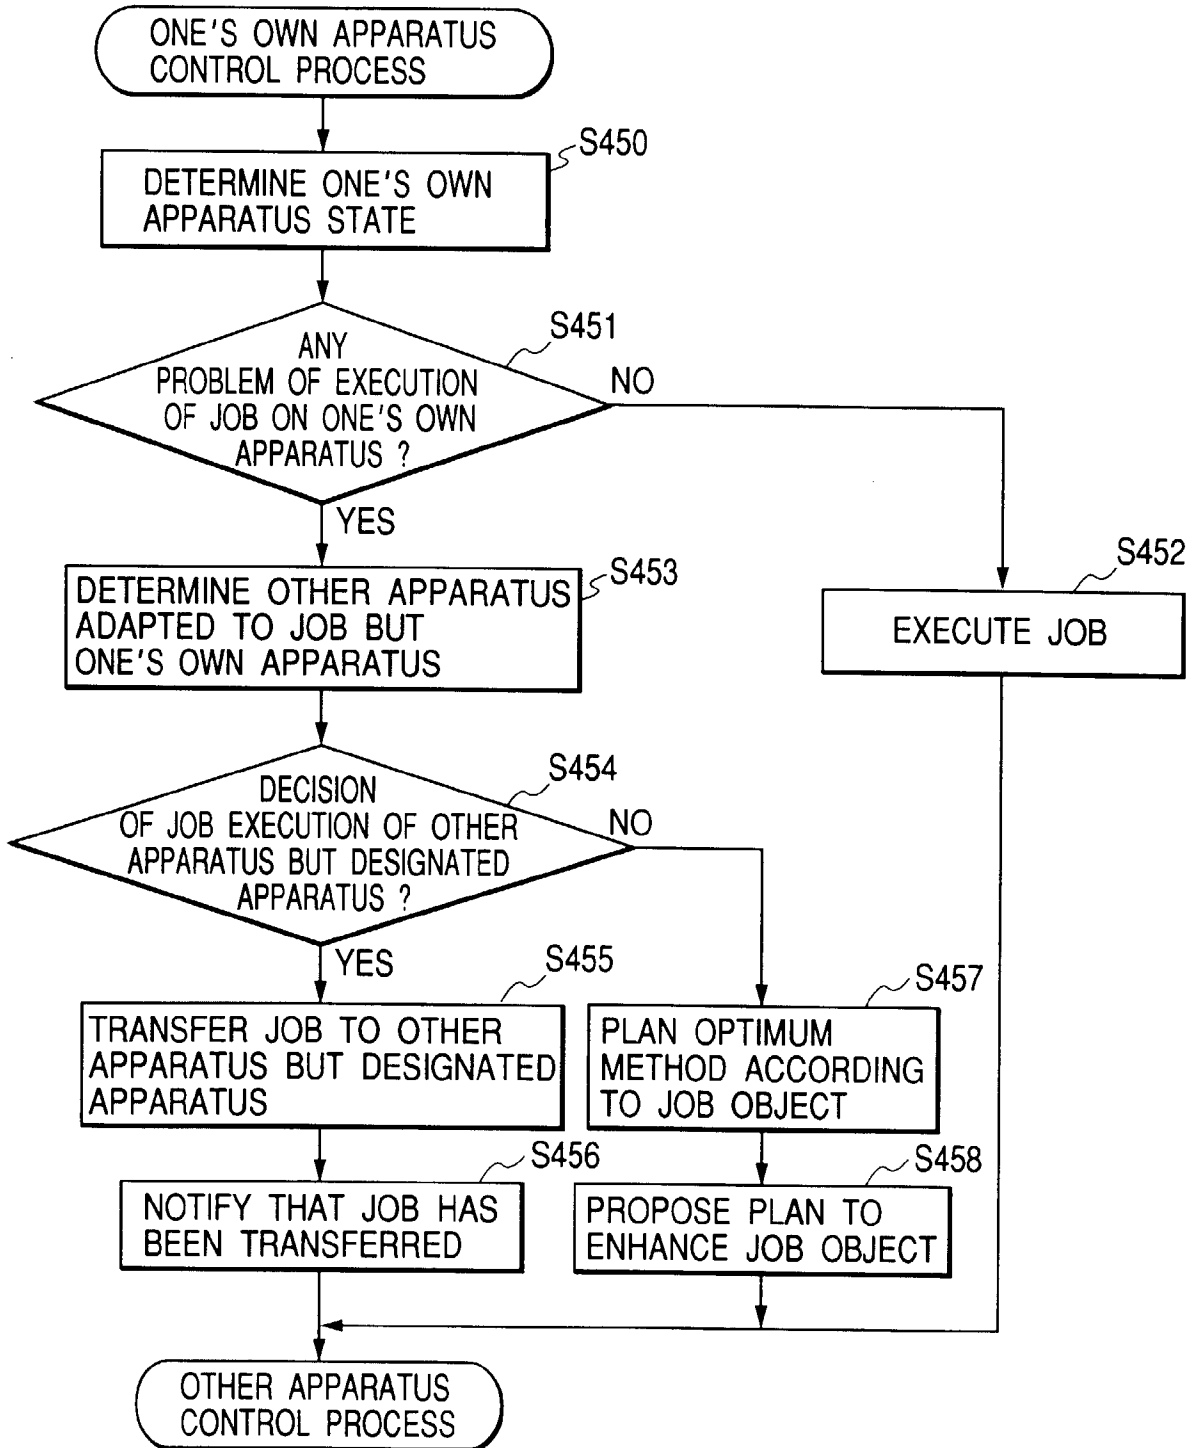 ONE'S OWN APPARATUS
CONTROL PROCESS
S450
DETERMINE ONE'S OWN
APPARATUS STATE
S451
ANY
PROBLEM OF EXECUTION
OF JOB ON ONE'S OWN
APPARATUS ?
NO
YES
S453
DETERMINE OTHER APPARATUS
ADAPTED TO JOB BUT
ONE'S OWN APPARATUS
S452
EXECUTE JOB
S454
DECISION
OF JOB EXECUTION OF OTHER
APPARATUS BUT DESIGNATED
APPARATUS ?
NO
YES
S455
TRANSFER JOB TO OTHER
APPARATUS BUT DESIGNATED
APPARATUS
S457
PLAN OPTIMUM
METHOD ACCORDING
TO JOB OBJECT
S456
NOTIFY THAT JOB HAS
BEEN TRANSFERRED
S458
PROPOSE PLAN TO
ENHANCE JOB OBJECT
OTHER APPARATUS
CONTROL PROCESS